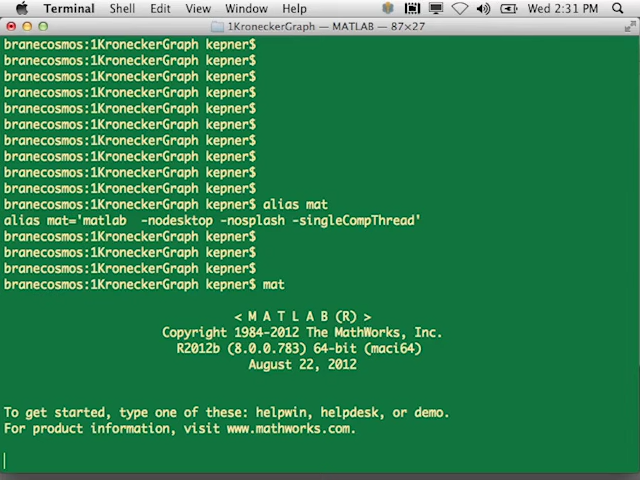 Terminal Shell Edit View Window Help Wed 2:31 PM
1KroneckerGraph — MATLAB — 87×27
branecosmos:1KroneckerGraph kepner$
branecosmos:1KroneckerGraph kepner$
branecosmos:1KroneckerGraph kepner$
branecosmos:1KroneckerGraph kepner$
branecosmos:1KroneckerGraph kepner$
branecosmos:1KroneckerGraph kepner$
branecosmos:1KroneckerGraph kepner$
branecosmos:1KroneckerGraph kepner$
branecosmos:1KroneckerGraph kepner$
branecosmos:1KroneckerGraph kepner$
branecosmos:1KroneckerGraph kepner$ alias mat
alias mat='matlab  -nodesktop -nosplash -singleCompThread'
branecosmos:1KroneckerGraph kepner$
branecosmos:1KroneckerGraph kepner$
branecosmos:1KroneckerGraph kepner$
branecosmos:1KroneckerGraph kepner$ mat
< M A T L A B (R) >
Copyright 1984-2012 The MathWorks, Inc.
R2012b (8.0.0.783) 64-bit (maci64)
August 22, 2012
To get started, type one of these: helpwin, helpdesk, or demo.
For product information, visit www.mathworks.com.